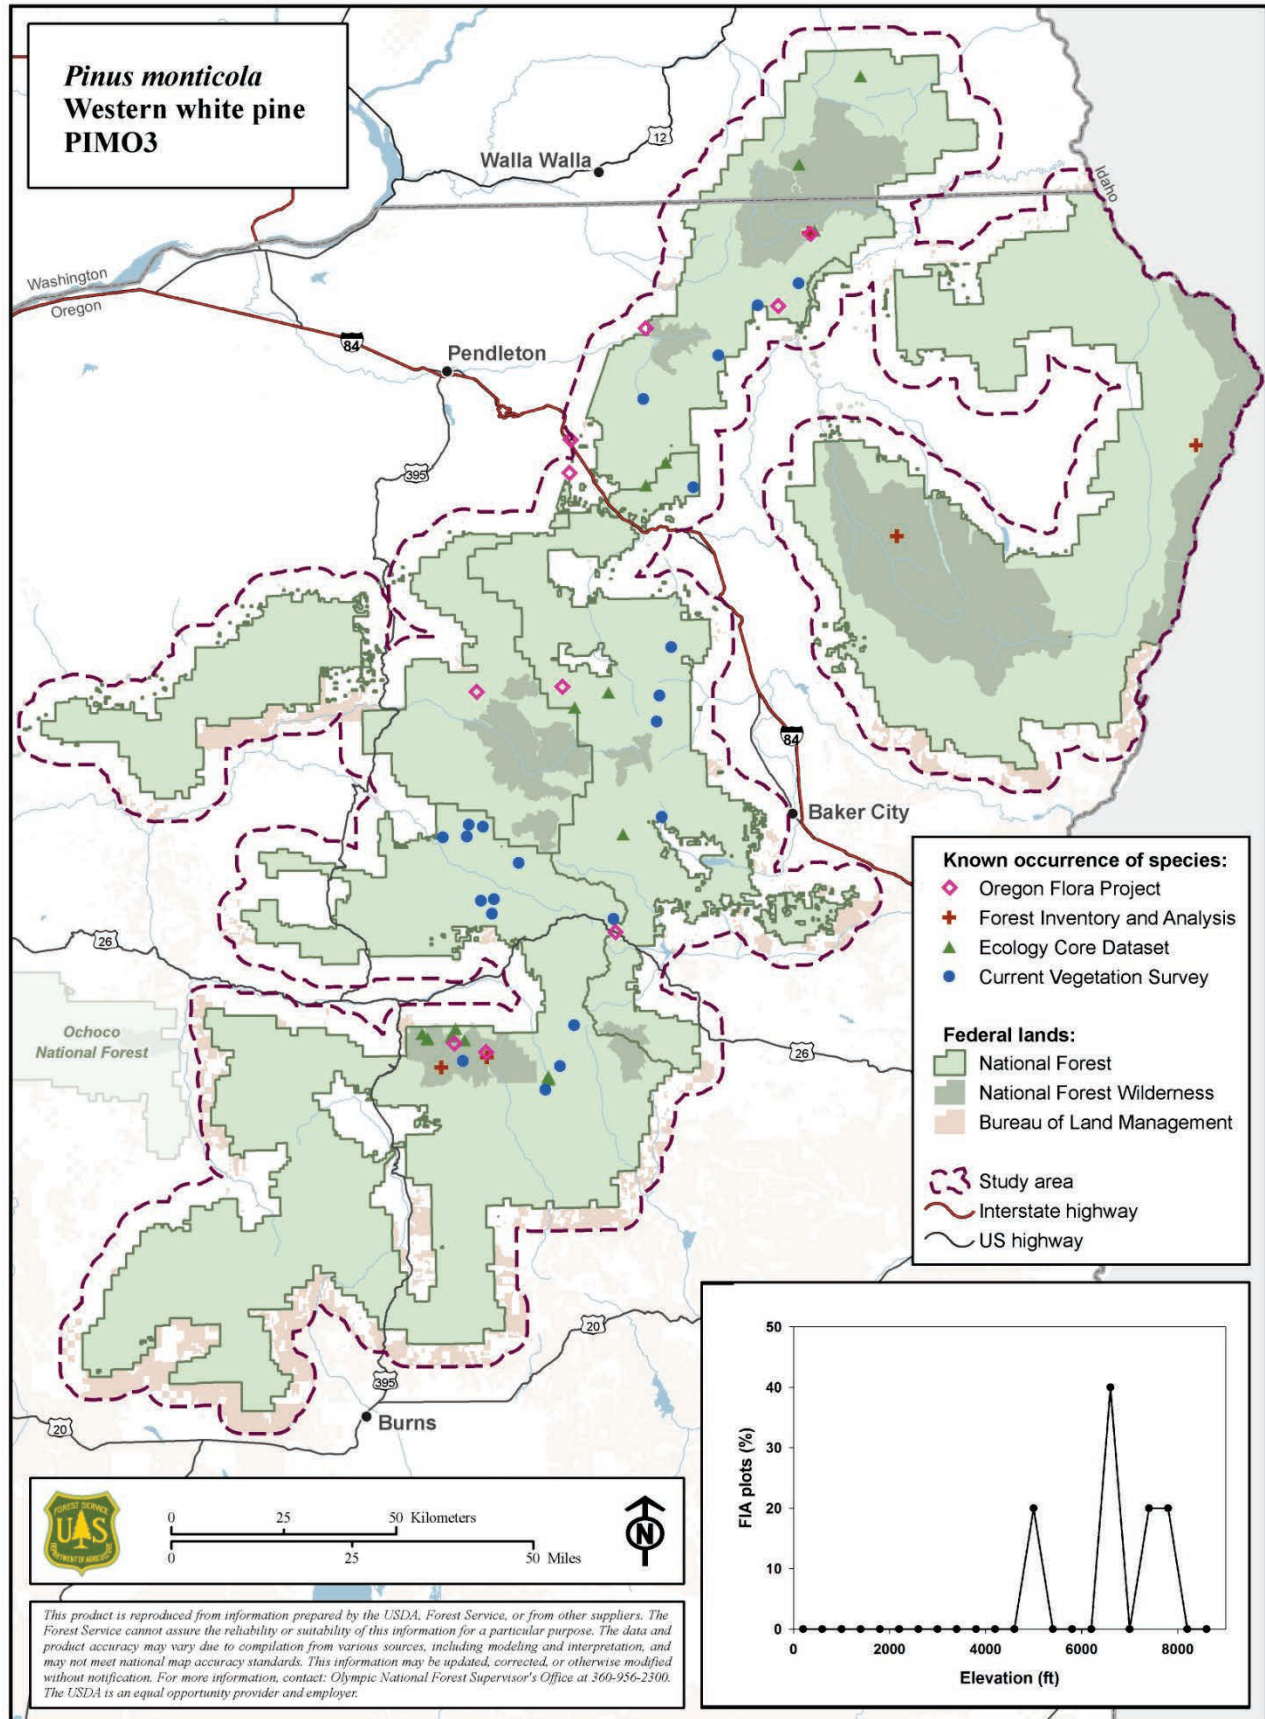 Pinus monticola
Western white pine
PIMO3
12
Walla Walla
Idaho
Washington
Oregon
84
Pendleton
395
84
Baker City
26
Ochoco
National Forest
26
20
395
Burns
20
Known occurrence of species:
Oregon Flora Project
Forest Inventory and Analysis
Ecology Core Dataset
Current Vegetation Survey
Federal lands:
National Forest
National Forest Wilderness
Bureau of Land Management
Study area
Interstate highway
US highway
FOREST SERVICE
U S
DEPARTMENT OF AGRICULTURE
0 25 50 Kilometers
0 25 50 Miles
N
This product is reproduced from information prepared by the USDA, Forest Service, or from other suppliers. The
Forest Service cannot assure the reliability or suitability of this information for a particular purpose. The data and
product accuracy may vary due to compilation from various sources, including modeling and interpretation, and
may not meet national map accuracy standards. This information may be updated, corrected, or otherwise modified
without notification. For more information, contact: Olympic National Forest Supervisor's Office at 360-956-2300.
The USDA is an equal opportunity provider and employer.
50
40
30
20
10
0
FIA plots (%)
0 2000 4000 6000 8000
Elevation (ft)